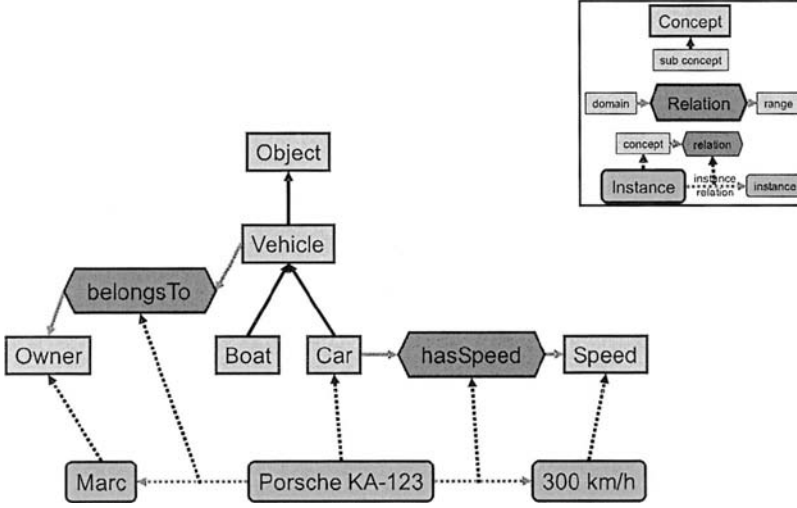 Concept
sub concept
domain
Relation
range
concept
relation
Instance
instance
relation
instance
Object
Vehicle
belongsTo
Owner
Boat
Car
hasSpeed
Speed
Marc
Porsche KA-123
300 km/h